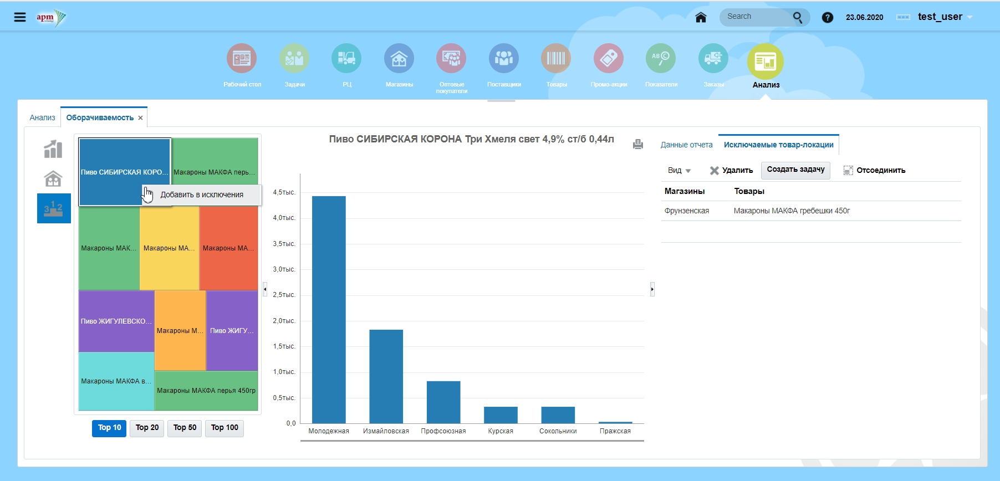 apm
technology
Search
?
23.06.2020
test_user
Рабочий стол
Задачи
РЦ
Магазины
Оптовые
покупатели
Поставщики
Товары
Промо-акции
ABC
Показатели
Заказы
Анализ
Анализ
Оборачиваемость ×
3 1 2
Пиво СИБИРСКАЯ КОРО...
Макароны МАКФА перь...
Добавить в исключения
Макароны МАК...
Макароны МА...
Макароны МА...
Пиво ЖИГУЛЕВСКО...
Макароны М...
Пиво ЖИГУ...
Макароны МАКФА в...
Макароны МАКФА перья 450гр
Top 10
Top 20
Top 50
Top 100
Пиво СИБИРСКАЯ КОРОНА Три Хмеля свет 4,9% ст/б 0,44л
4,5тыс.
4,0тыс.
3,5тыс.
3,0тыс.
2,5тыс.
2,0тыс.
1,5тыс.
1,0тыс.
0,5тыс.
0,0
Молодежная
Измайловская
Профсоюзная
Курская
Сокольники
Пражская
Данные отчета
Исключаемые товар-локации
Вид
Удалить
Создать задачу
Отсоединить
Магазины
Товары
Фрунзенская
Макароны МАКФА гребешки 450г